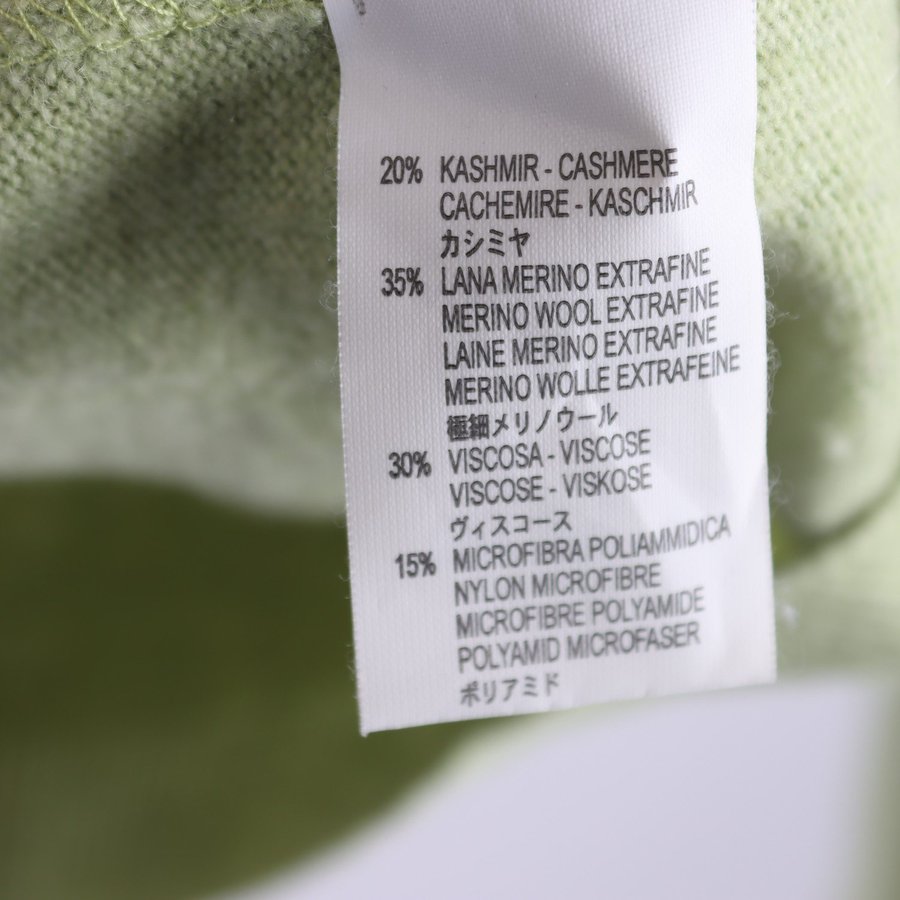 20% KASHMIR - CASHMERE
CACHEMIRE - KASCHMIR
カシミヤ
35% LANA MERINO EXTRAFINE
MERINO WOOL EXTRAFINE
LAINE MERINO EXTRAFINE
MERINO WOLLE EXTRAFEINE
極細メリノウール
30% VISCOSA - VISCOSE
VISCOSE - VISKOSE
ヴィスコース
15% MICROFIBRA POLIAMMIDICA
NYLON MICROFIBRE
MICROFIBRE POLYAMIDE
POLYAMID MICROFASER
ポリアミド